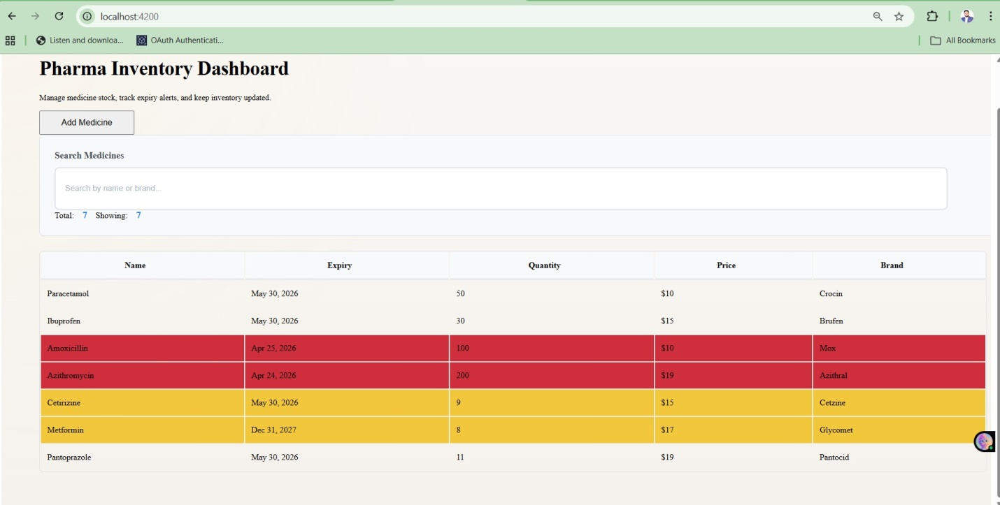 localhost:4200
Listen and downloa... OAuth Authenticati... All Bookmarks
Pharma Inventory Dashboard
Manage medicine stock, track expiry alerts, and keep inventory updated.
Add Medicine
Search Medicines
Search by name or brand...
Total: 7 Showing: 7
Name Expiry Quantity Price Brand
Paracetamol May 30, 2026 50 $10 Crocin
Ibuprofen May 30, 2026 30 $15 Brufen
Amoxicillin Apr 25, 2026 100 $10 Mox
Azithromycin Apr 24, 2026 200 $19 Azithral
Cetirizine May 30, 2026 9 $15 Cetzine
Metformin Dec 31, 2027 8 $17 Glycomet
Pantoprazole May 30, 2026 11 $19 Pantocid